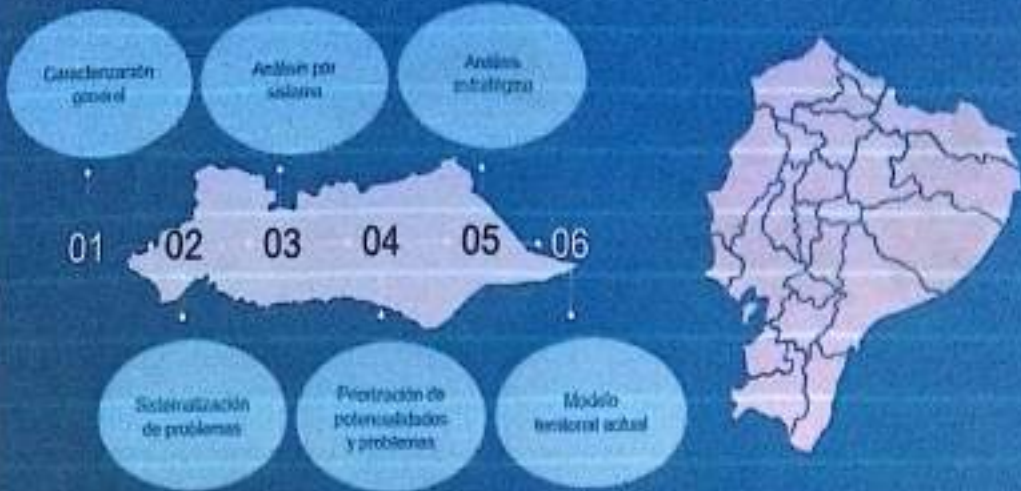 Caracterización
general
Análisis por
sistema
Análisis
estratégico
01
02
03
04
05
06
Sistematización
de problemas
Priorización de
potencialidades
y problemas
Modelo
territorial actual